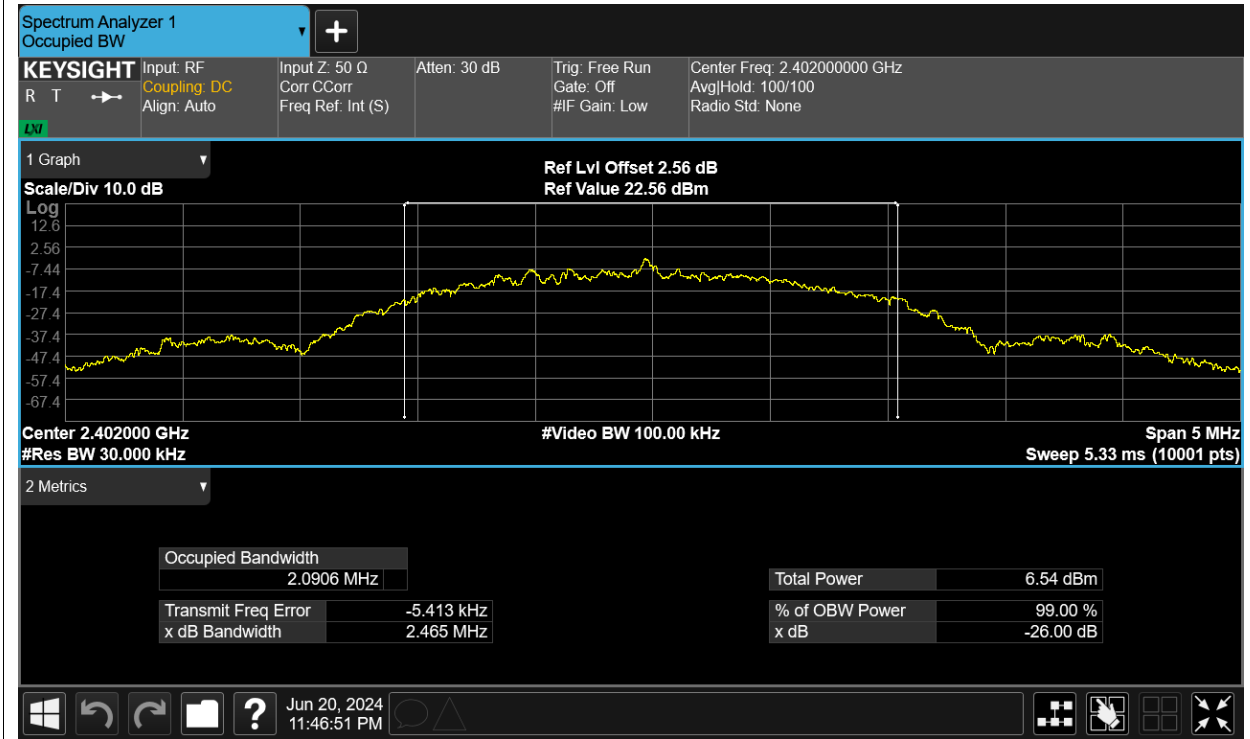 Spectrum Analyzer 1
Occupied BW
KEYSIGHT
R T
LXI
Input: RF
Coupling: DC
Align: Auto
Input Z: 50 Ω
Corr CCorr
Freq Ref: Int (S)
Atten: 30 dB
Trig: Free Run
Gate: Off
#IF Gain: Low
Center Freq: 2.402000000 GHz
Avg|Hold: 100/100
Radio Std: None
1 Graph
Scale/Div 10.0 dB
Ref Lvl Offset 2.56 dB
Ref Value 22.56 dBm
Log
12.6
2.56
-7.44
-17.4
-27.4
-37.4
-47.4
-57.4
-67.4
Center 2.402000 GHz
#Res BW 30.000 kHz
#Video BW 100.00 kHz
Span 5 MHz
Sweep 5.33 ms (10001 pts)
2 Metrics
Occupied Bandwidth
2.0906 MHz
Transmit Freq Error -5.413 kHz
x dB Bandwidth 2.465 MHz
Total Power 6.54 dBm
% of OBW Power 99.00 %
x dB -26.00 dB
?
Jun 20, 2024
11:46:51 PM